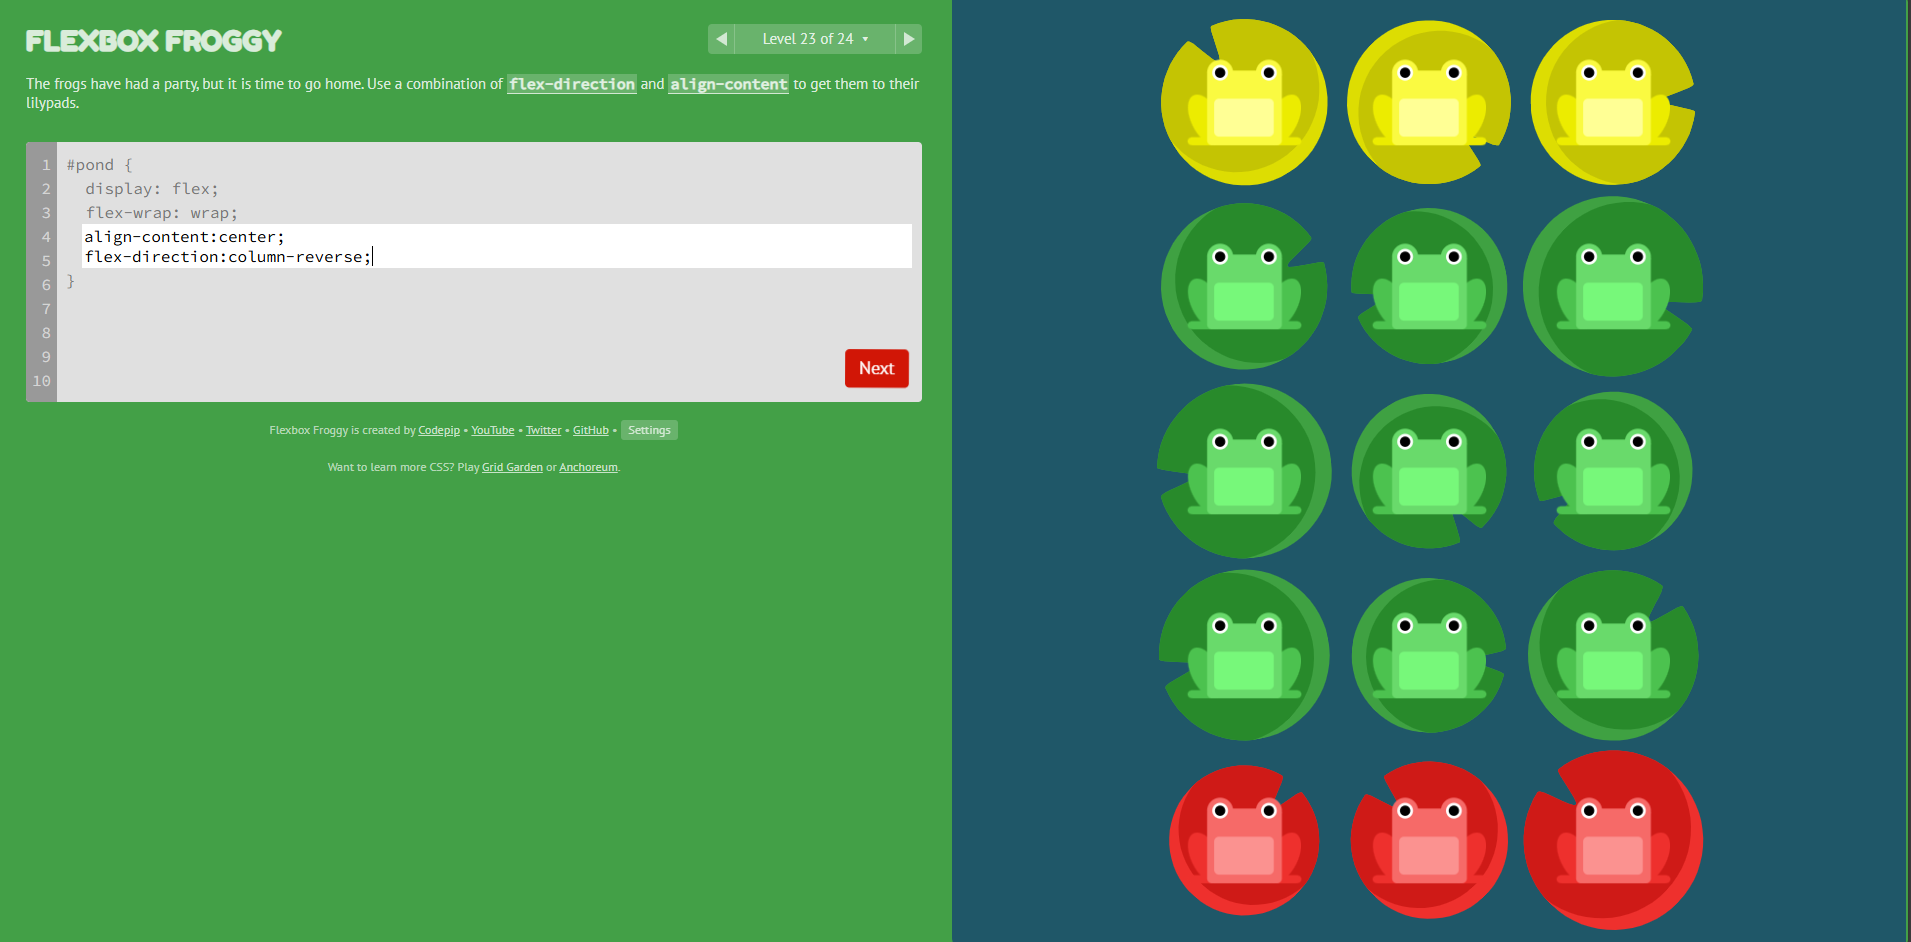 FLEXBOX FROGGY
Level 23 of 24
The frogs have had a party, but it is time to go home. Use a combination of flex-direction and align-content to get them to their
lilypads.
1 #pond {
2 display: flex;
3 flex-wrap: wrap;
4 align-content:center;
5 flex-direction:column-reverse;
6 }
7
8
9
10
Next
Flexbox Froggy is created by Codepip • YouTube • Twitter • GitHub • Settings
Want to learn more CSS? Play Grid Garden or Anchoreum.